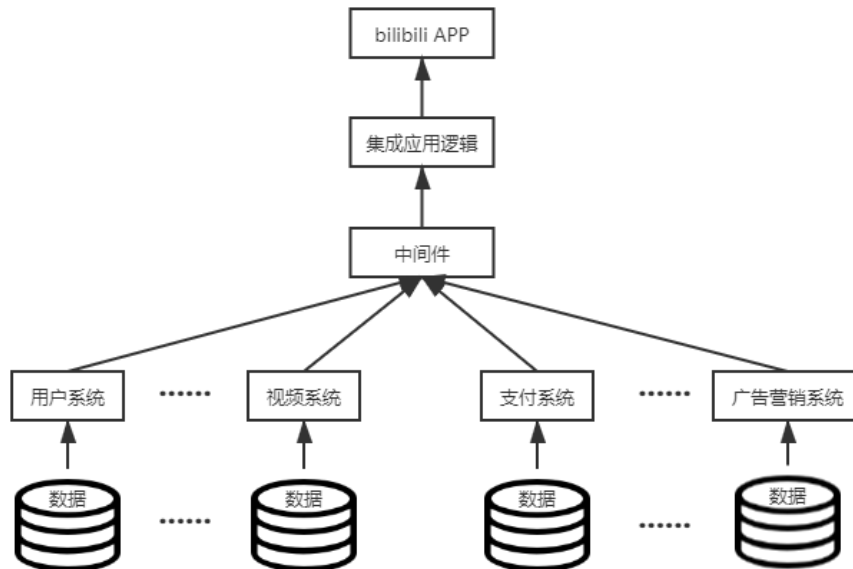 bilibili APP
集成应用逻辑
中间件
用户系统 ...... 视频系统 支付系统 ...... 广告营销系统
数据 ...... 数据 数据 ...... 数据